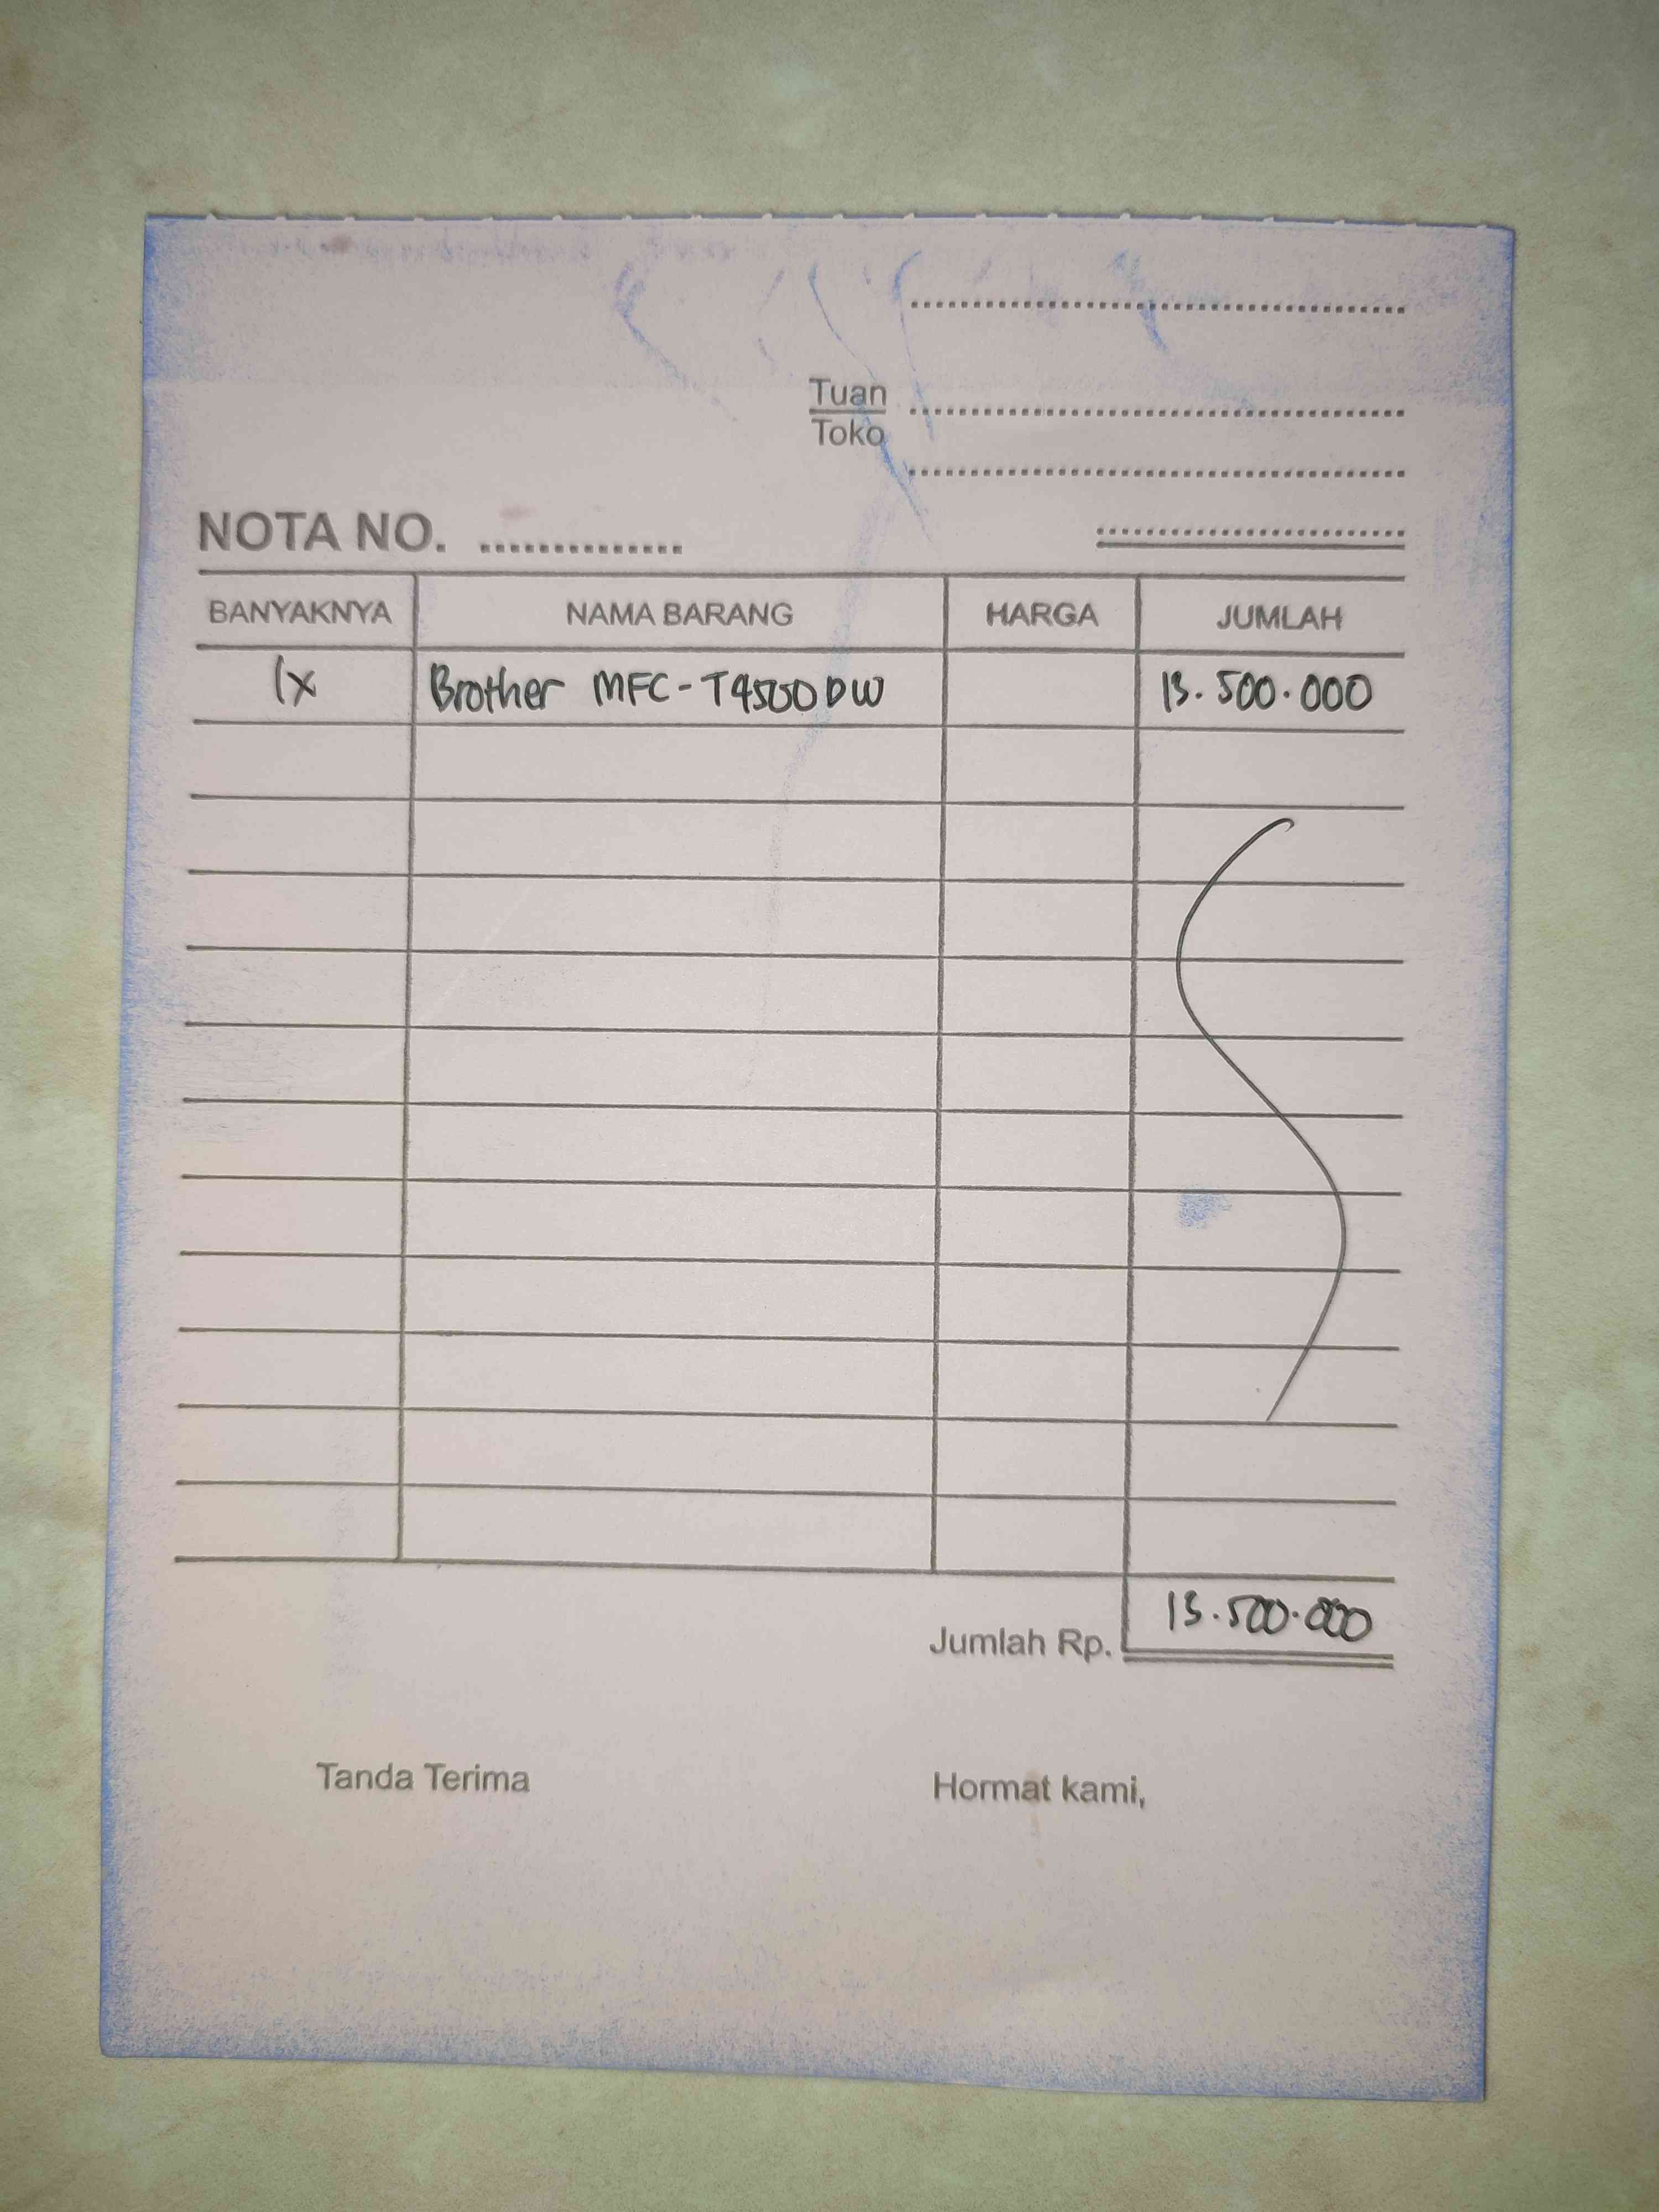 Tuan
Toko
NOTA NO. ..............
BANYAKNYA NAMA BARANG HARGA JUMLAH
1x Brother MFC-T4500DW 13.500.000
Jumlah Rp. 13.500.000
Tanda Terima Hormat kami,